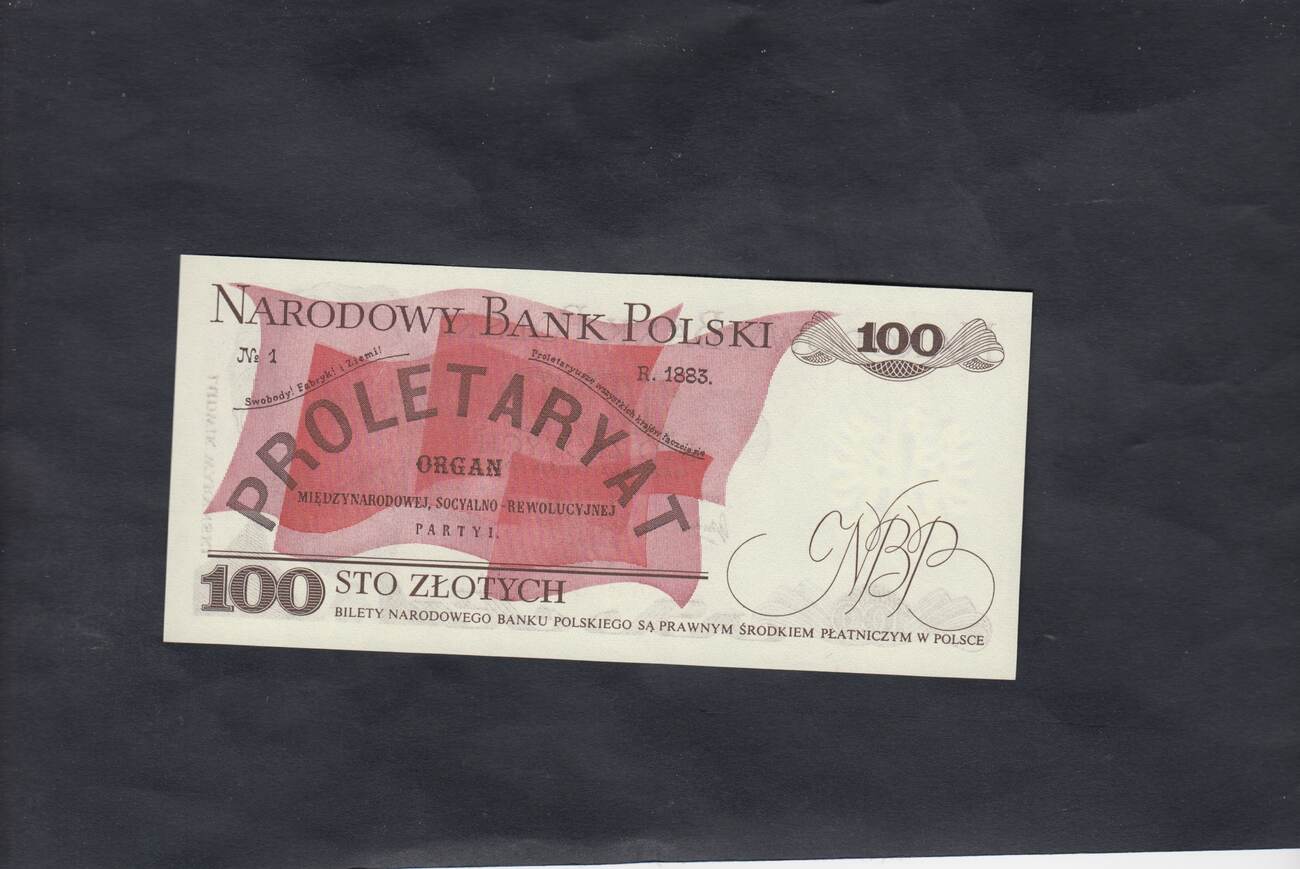 NARODOWY BANK POLSKI
100
№ 1
Swobody! Fabryk! i Ziemi!
Proletaryusze wszystkich krajów łączcie się
R. 1883.
PROLETARYAT
ORGAN
MIĘDZYNARODOWEJ, SOCYALNO-REWOLUCYJNEJ
PARTYI.
NBP
100 STO ZŁOTYCH
BILETY NARODOWEGO BANKU POLSKIEGO SĄ PRAWNYM ŚRODKIEM PŁATNICZYM W POLSCE